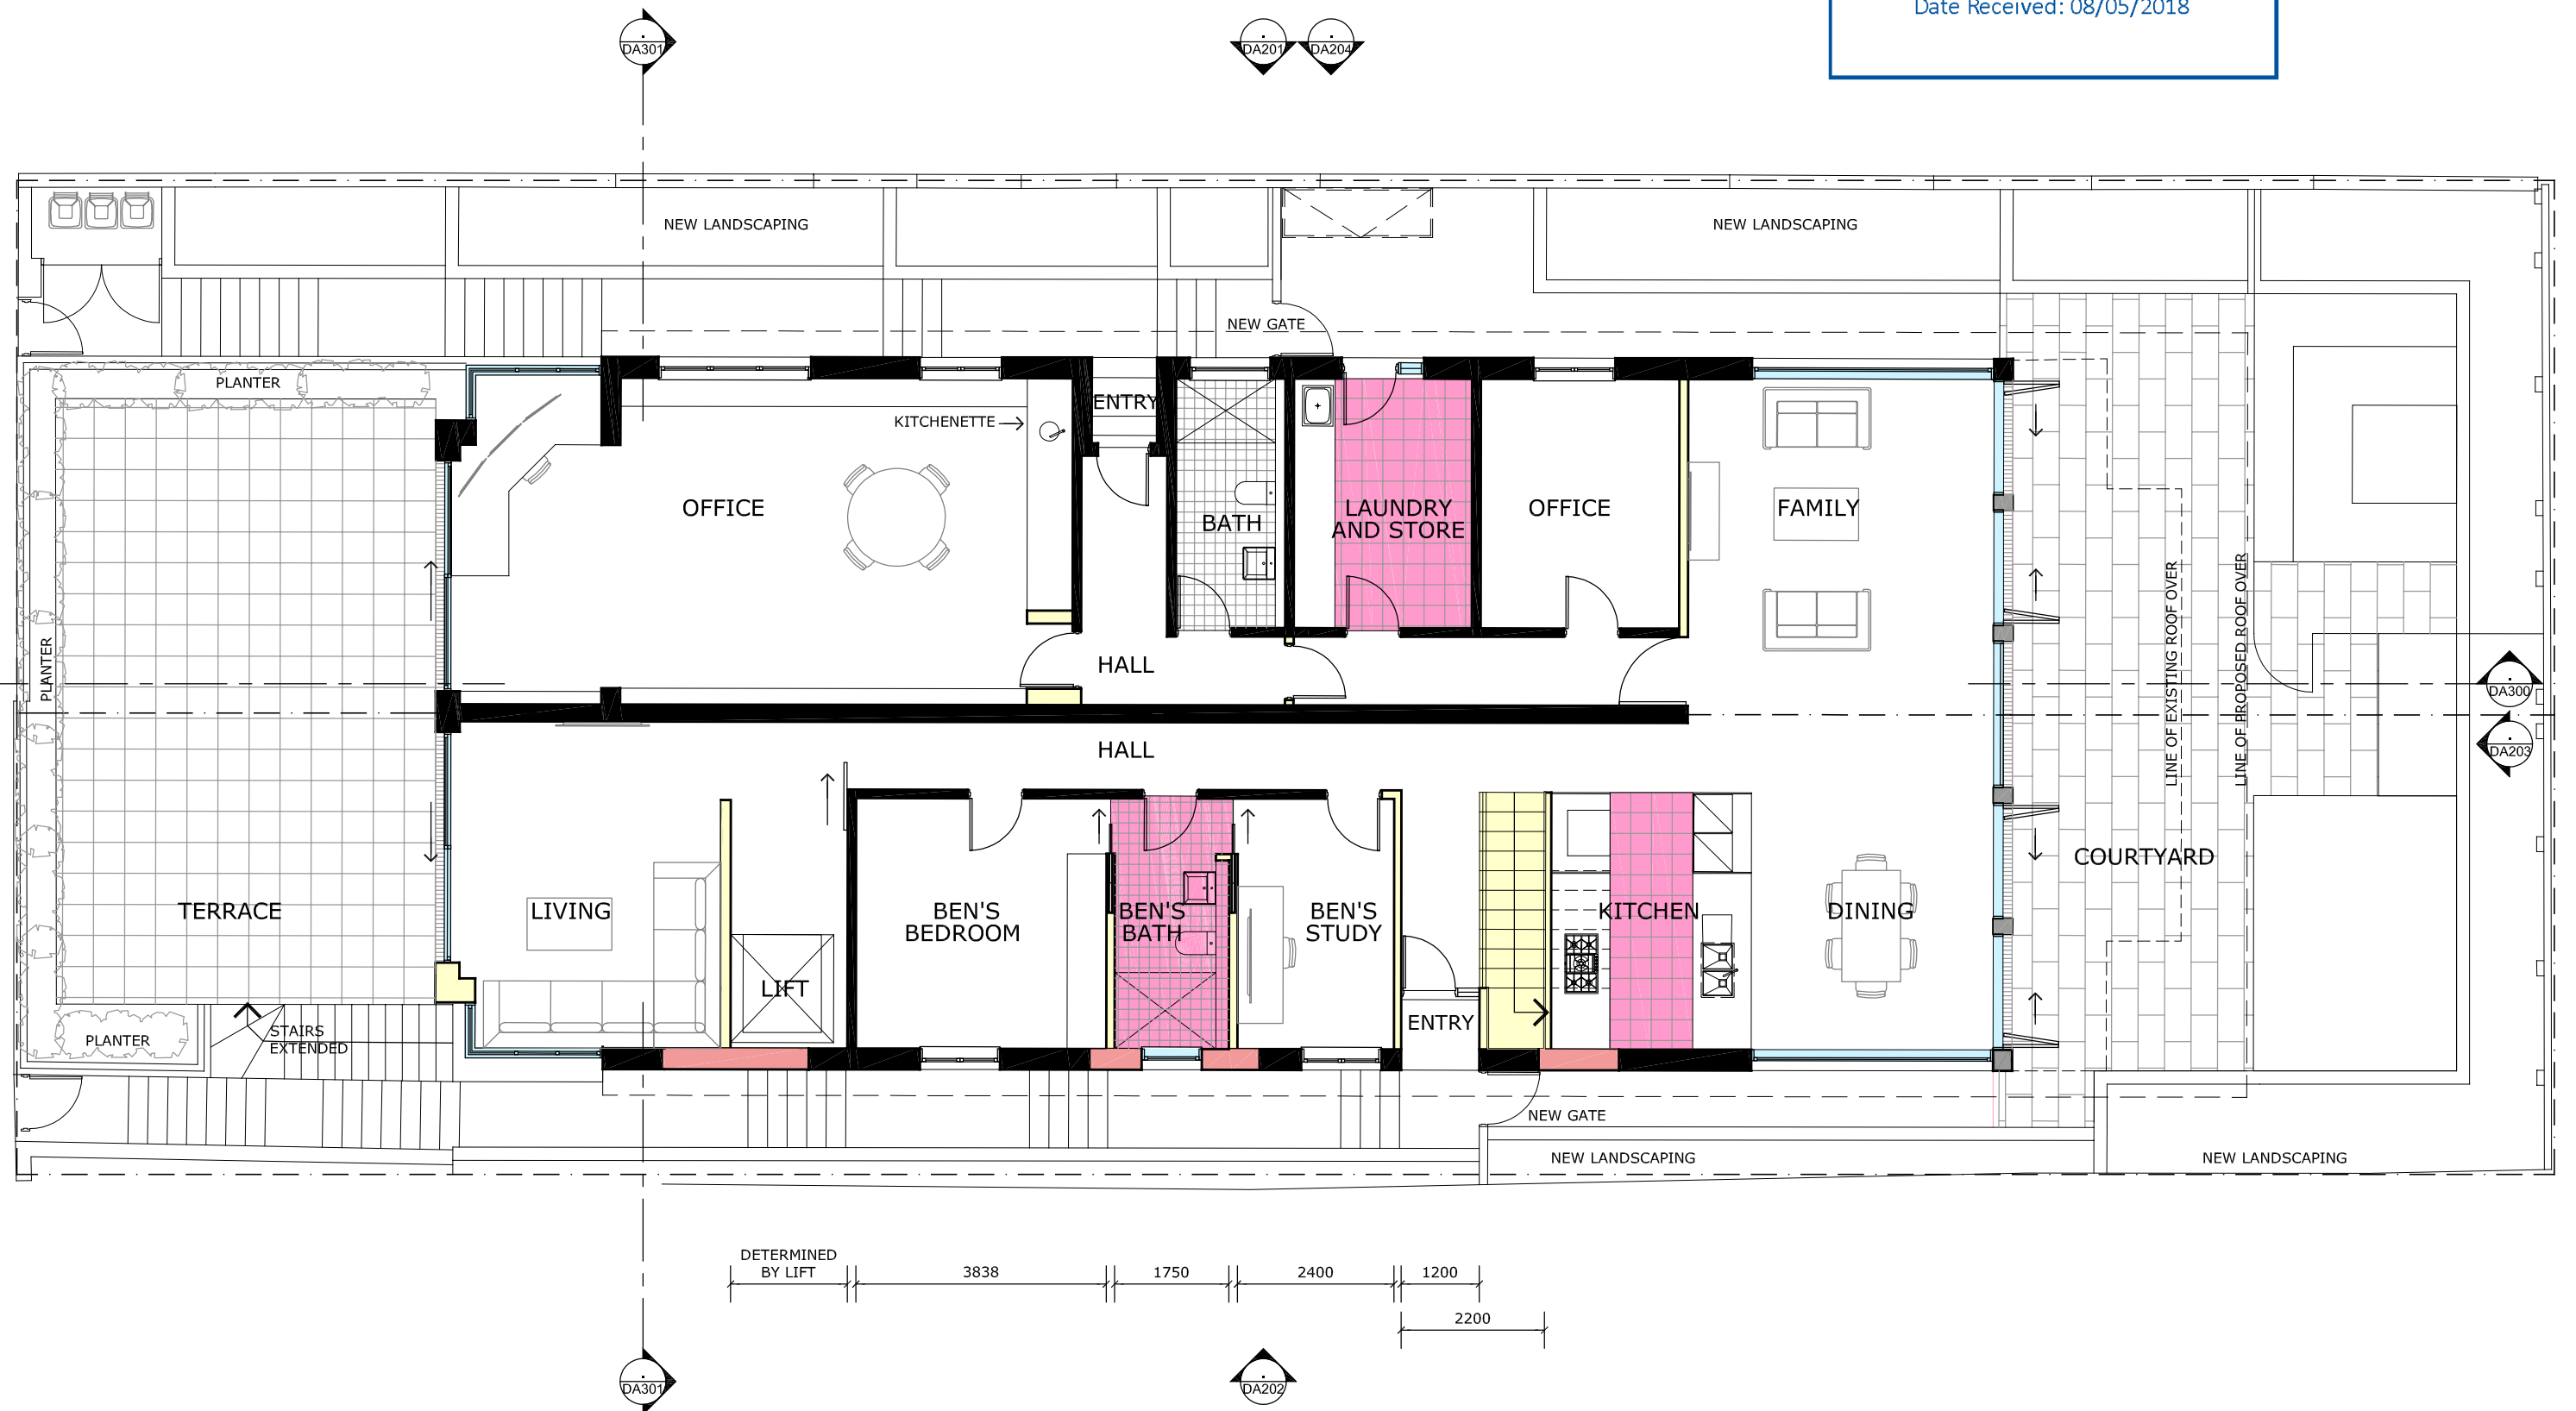 Date Received: 08/05/2018
DA301
DA201
DA204
NEW LANDSCAPING
NEW LANDSCAPING
NEW GATE
PLANTER
ENTRY
KITCHENETTE
OFFICE
BATH
LAUNDRY
AND STORE
OFFICE
FAMILY
PLANTER
HALL
LINE OF EXISTING ROOF OVER
LINE OF PROPOSED ROOF OVER
DA300
DA203
HALL
COURTYARD
TERRACE
LIVING
BEN'S
BEDROOM
BEN'S
BATH
BEN'S
STUDY
KITCHEN
DINING
LIFT
ENTRY
PLANTER
STAIRS
EXTENDED
NEW GATE
NEW LANDSCAPING
NEW LANDSCAPING
DETERMINED
BY LIFT
3838
1750
2400
1200
2200
DA301
DA202